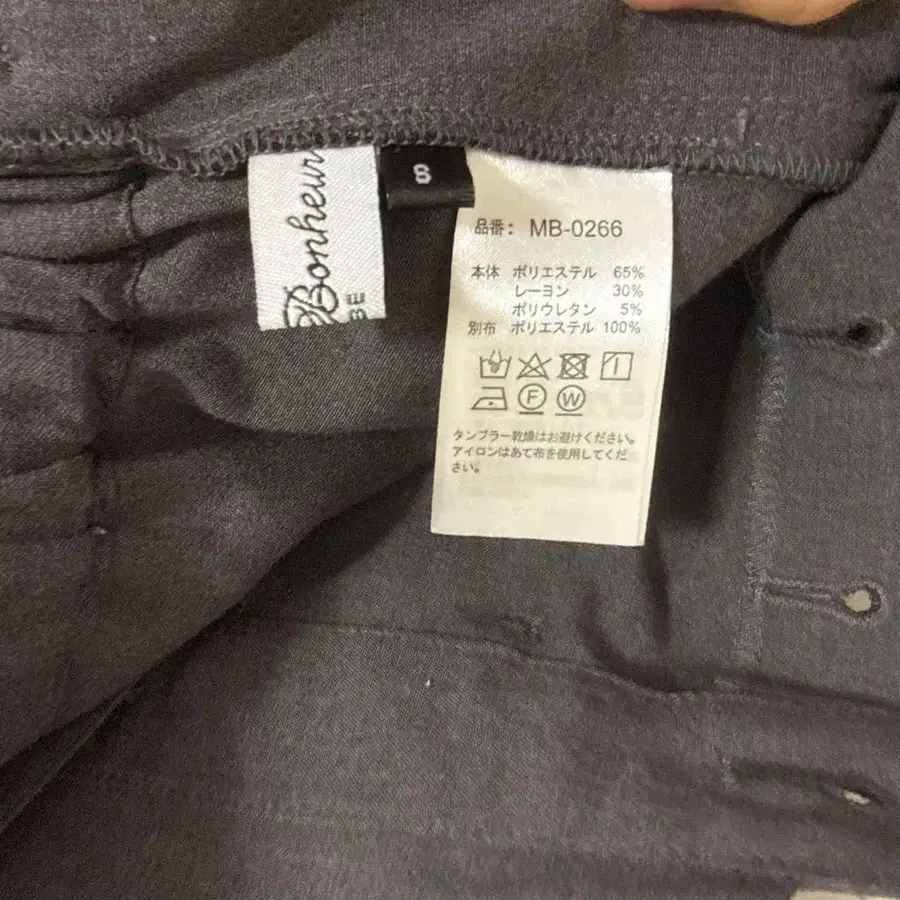 Bonheur
BE
8
品番: MB-0266
本体 ポリエステル 65%
レーヨン 30%
ポリウレタン 5%
別布 ポリエステル 100%
F W
タンブラー乾燥はお避けください。
アイロンはあて布を使用してくだ
さい。